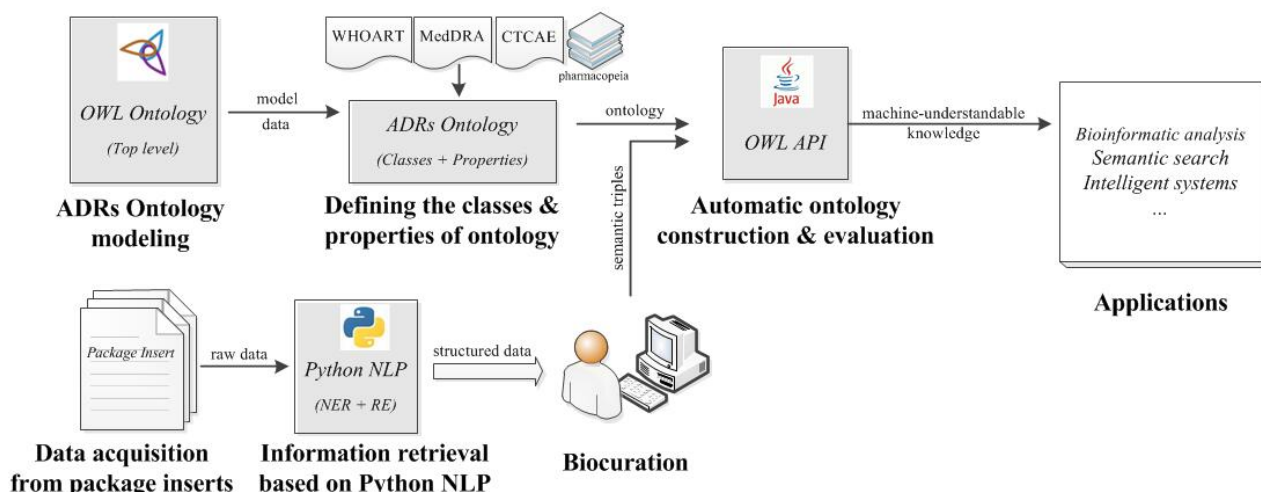 WHOART
MedDRA
CTCAE
pharmacopeia
OWL Ontology
(Top level)
model
data
ADRs Ontology
(Classes + Properties)
ontology
Java
OWL API
machine-understandable
knowledge
Bioinformatic analysis
Semantic search
Intelligent systems
...
ADRs Ontology
modeling
Defining the classes &
properties of ontology
semantic triples
Automatic ontology
construction & evaluation
Applications
Package Insert
raw data
Python NLP
(NER + RE)
structured data
Data acquisition
from package inserts
Information retrieval
based on Python NLP
Biocuration